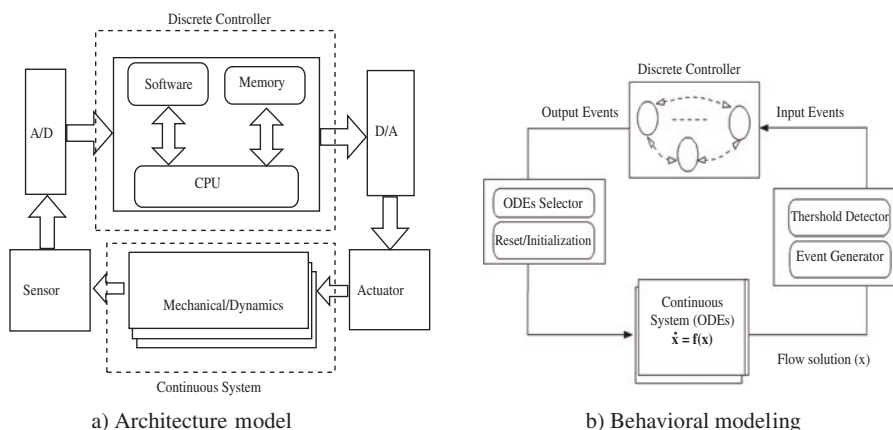 Discrete Controller
Software
Memory
A/D
D/A
CPU
Sensor
Mechanical/Dynamics
Actuator
Continuous System
a) Architecture model
Discrete Controller
Output Events
Input Events
ODEs Selector
Reset/Initialization
Thershold Detector
Event Generator
Continuous
System (ODEs)
ẋ = f(x)
Flow solution (x)
b) Behavioral modeling